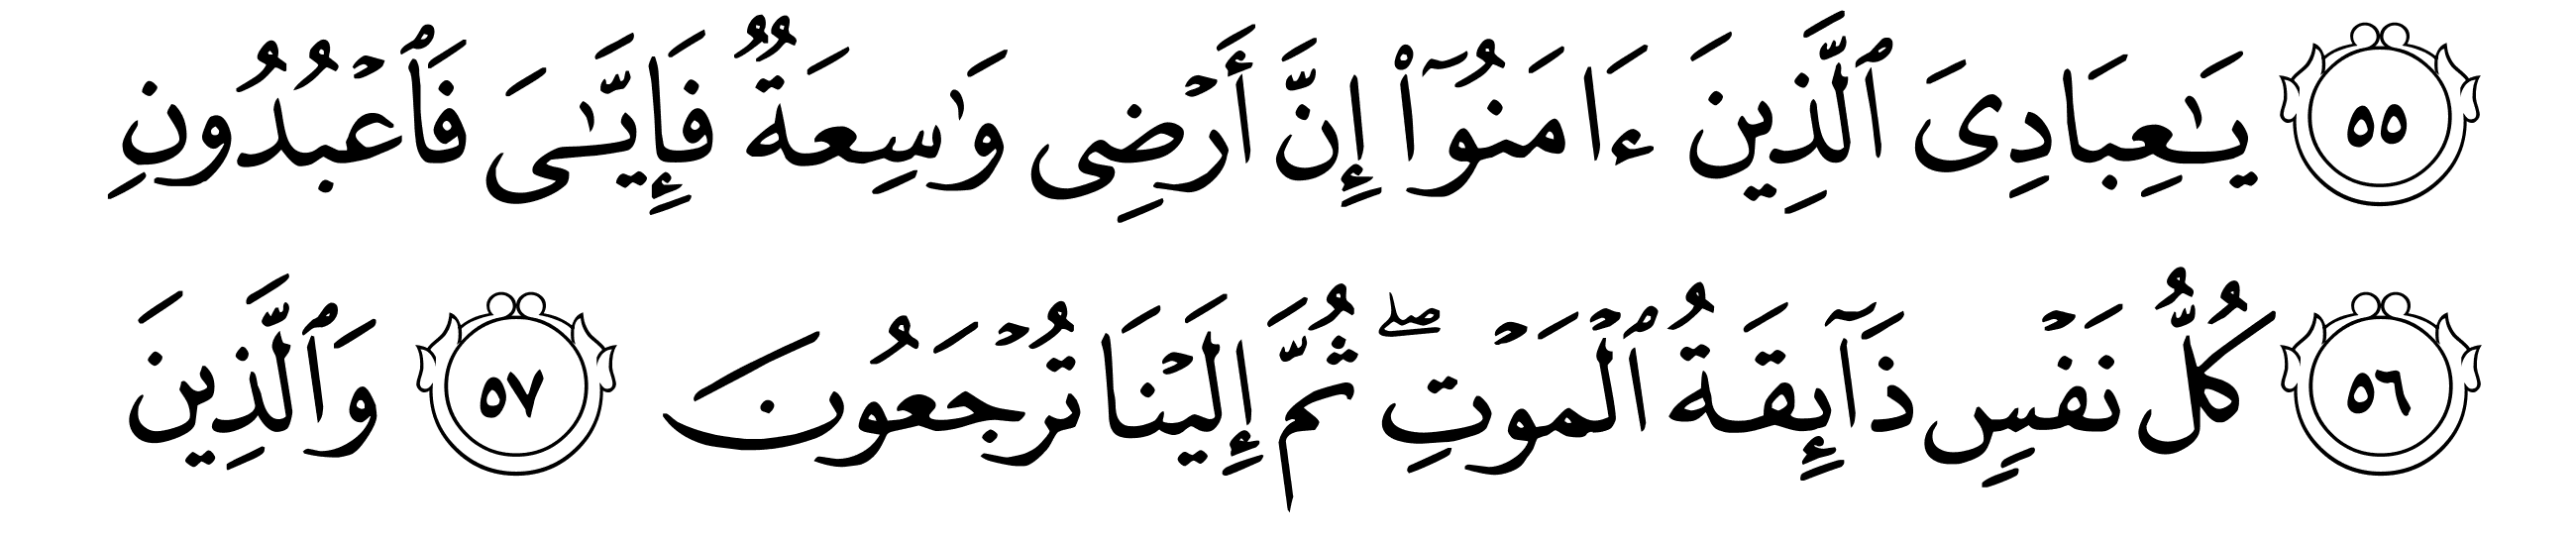 ٥٥ يَـٰعِبَادِىَ ٱلَّذِينَ ءَامَنُوٓا۟ إِنَّ أَرْضِى وَٰسِعَةٌ فَإِيَّـٰىَ فَٱعْبُدُونِ
٥٦ كُلُّ نَفْسٍ ذَآئِقَةُ ٱلْمَوْتِ ۖ ثُمَّ إِلَيْنَا تُرْجَعُونَ ٥٧ وَٱلَّذِينَ